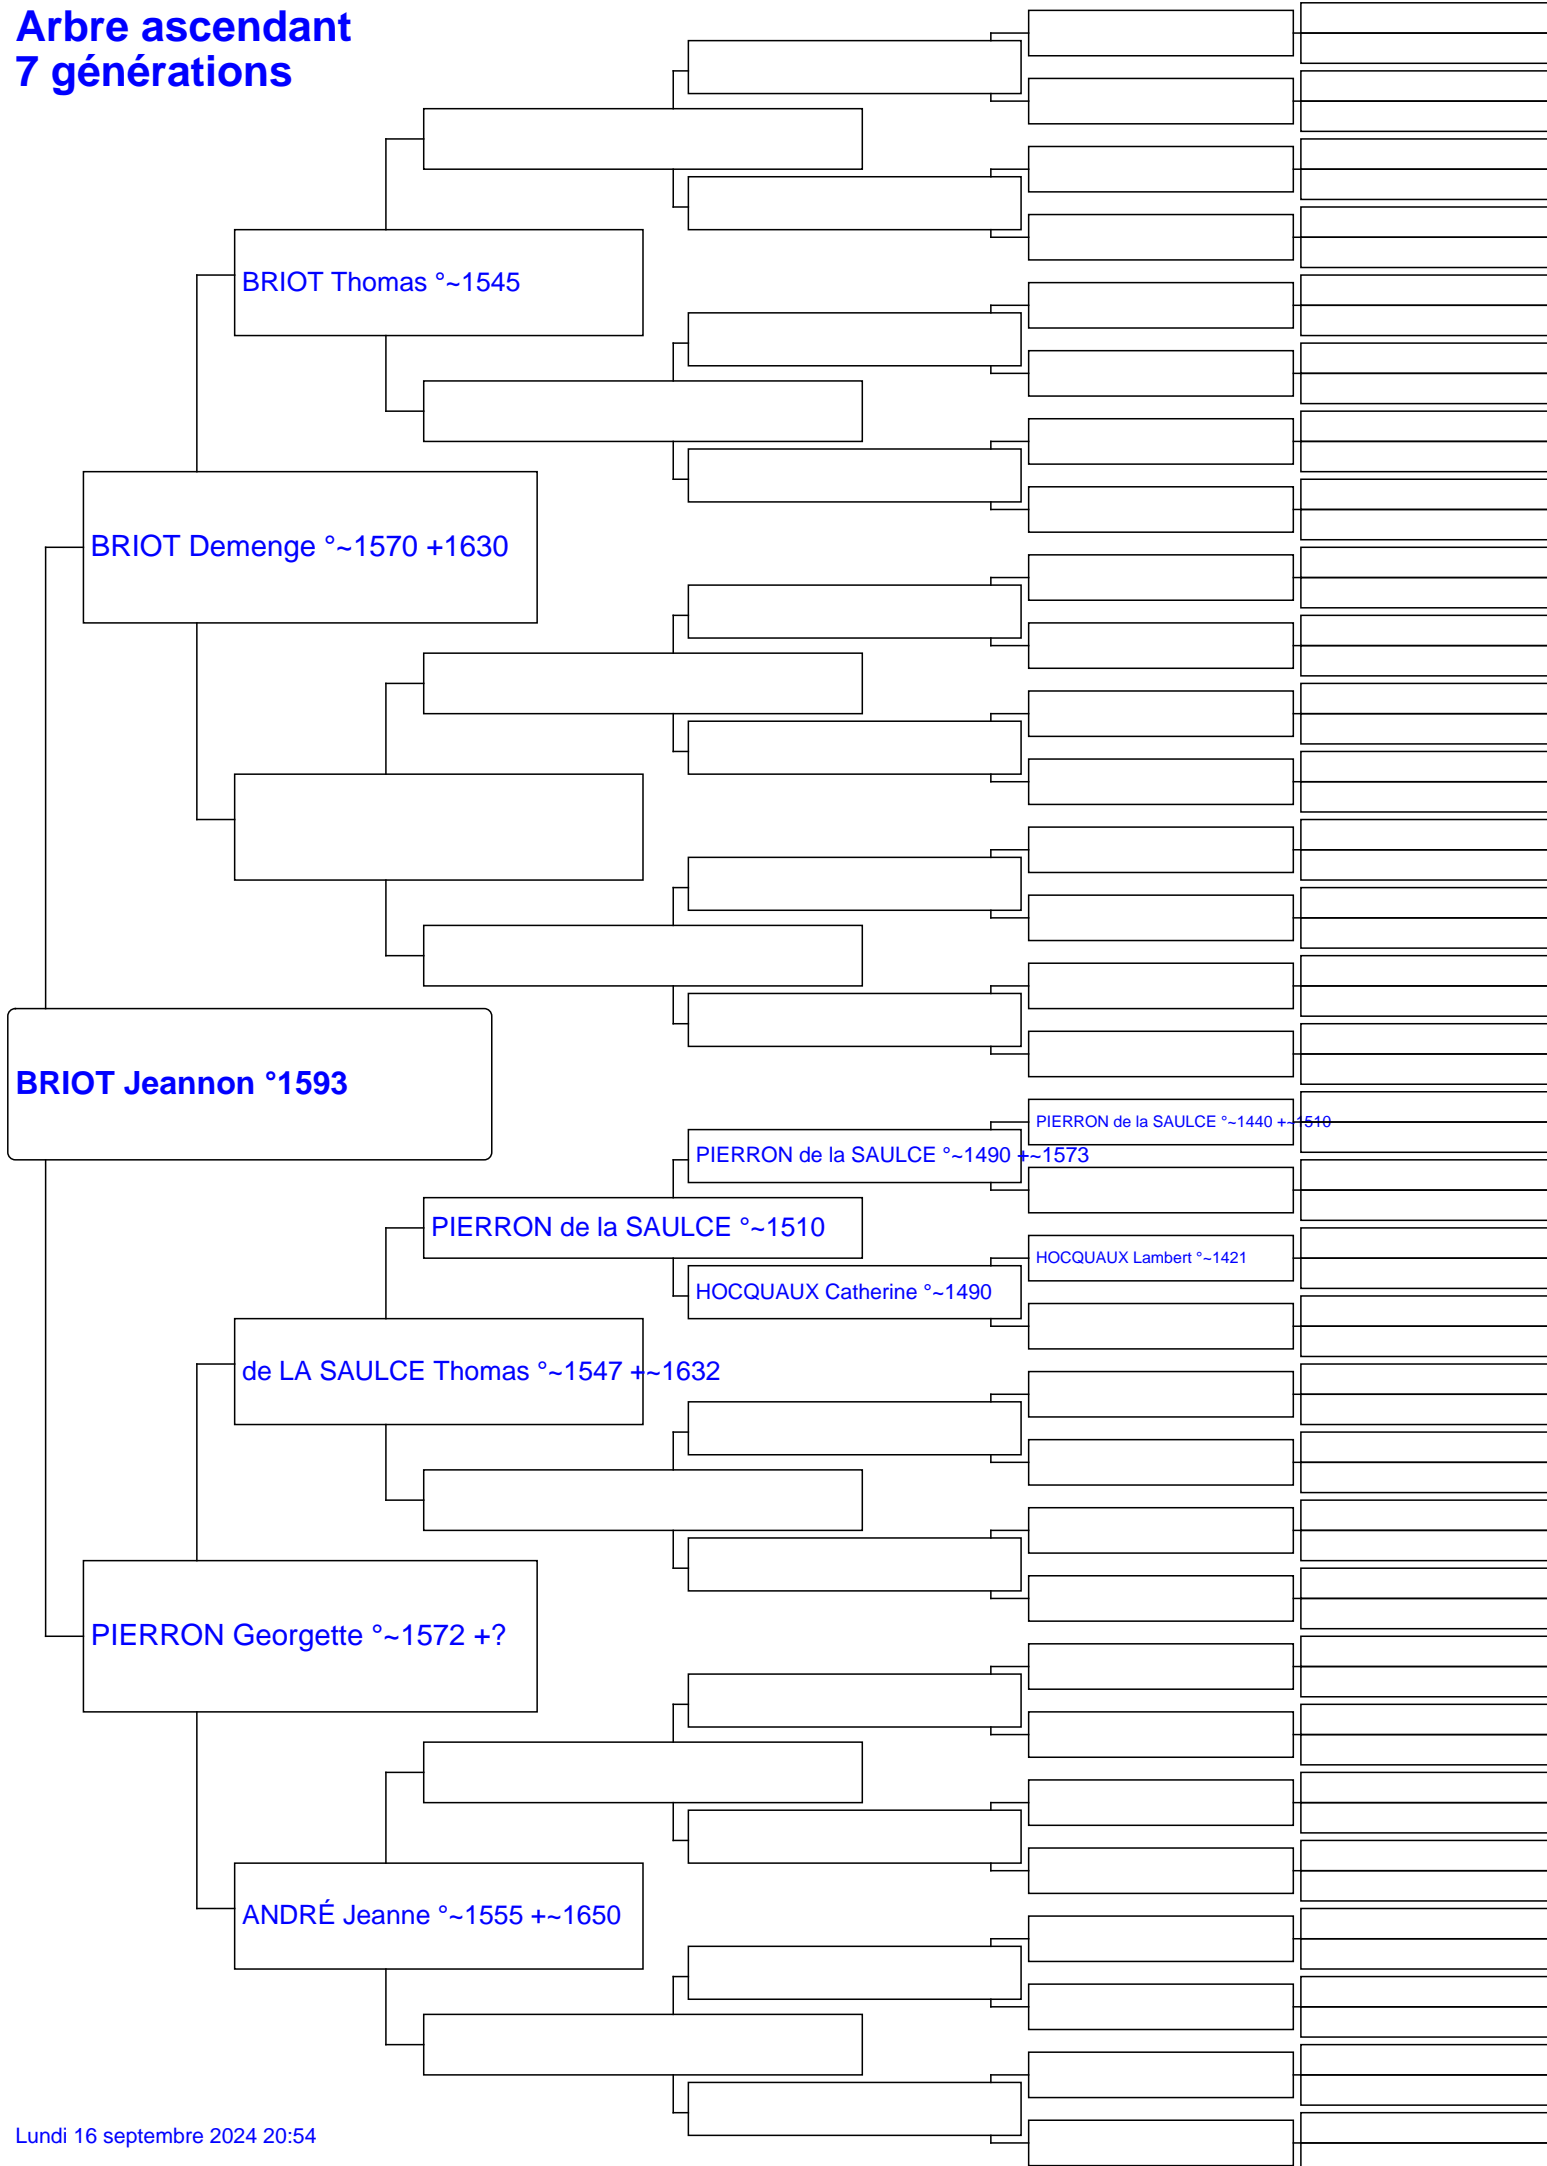 Arbre ascendant
7 générations
BRIOT Thomas °~1545
BRIOT Demenge °~1570 +1630
BRIOT Jeannon °1593
PIERRON de la SAULCE °~1440 +~1510
PIERRON de la SAULCE °~1490 +~1573
PIERRON de la SAULCE °~1510
HOCQUAUX Lambert °~1421
HOCQUAUX Catherine °~1490
de LA SAULCE Thomas °~1547 +~1632
PIERRON Georgette °~1572 +?
ANDRÉ Jeanne °~1555 +~1650
Lundi 16 septembre 2024 20:54